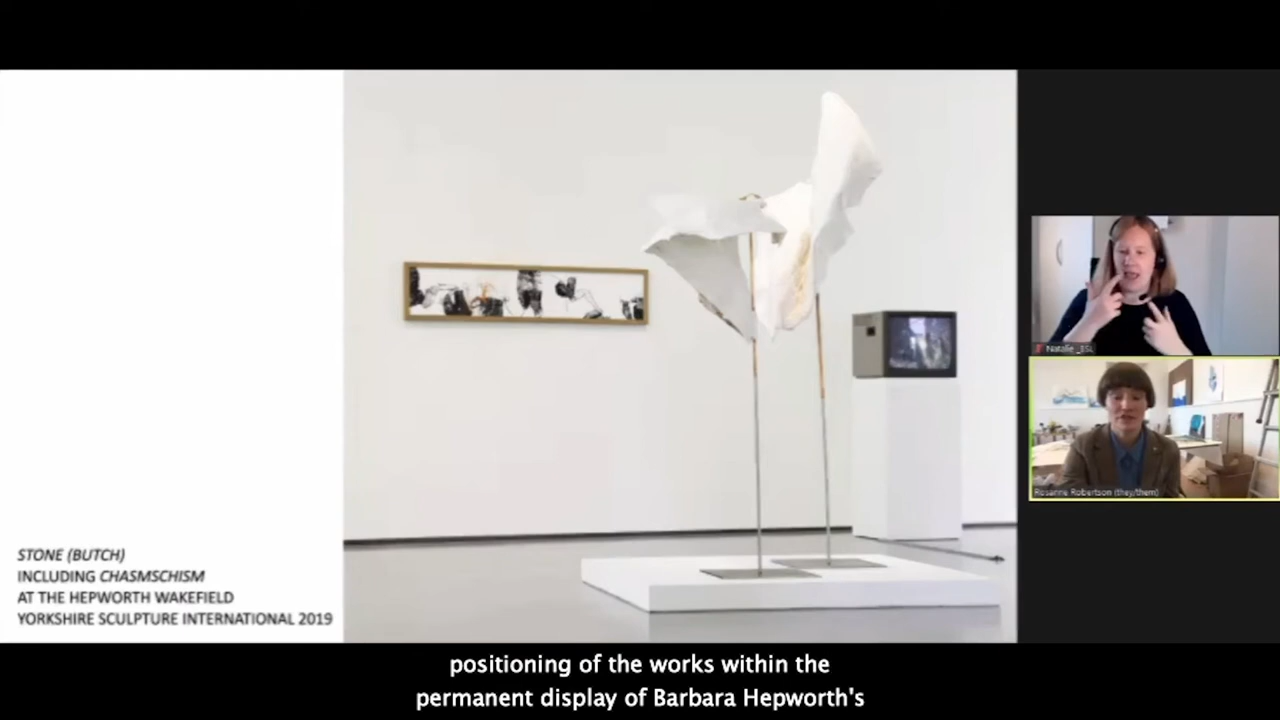 STONE (BUTCH)
INCLUDING CHASMSCHISM
AT THE HEPWORTH WAKEFIELD
YORKSHIRE SCULPTURE INTERNATIONAL 2019
Natalie_BSL
Rosanne Robertson (they/them)
positioning of the works within the
permanent display of Barbara Hepworth's